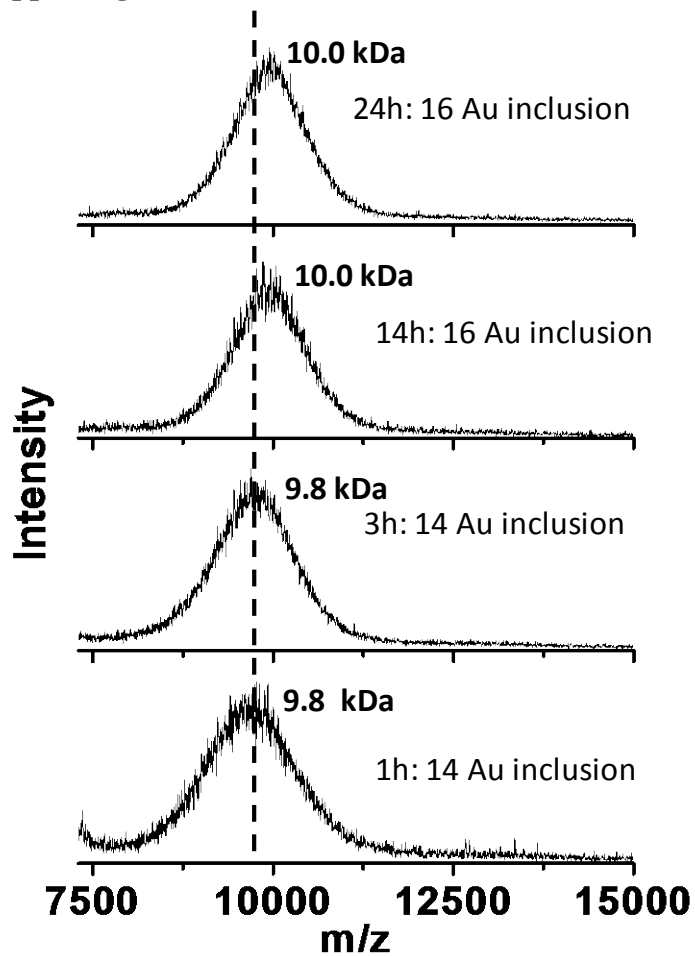 10.0 kDa
24h: 16 Au inclusion
10.0 kDa
14h: 16 Au inclusion
9.8 kDa
3h: 14 Au inclusion
9.8 kDa
1h: 14 Au inclusion
Intensity
7500 10000 12500 15000
m/z